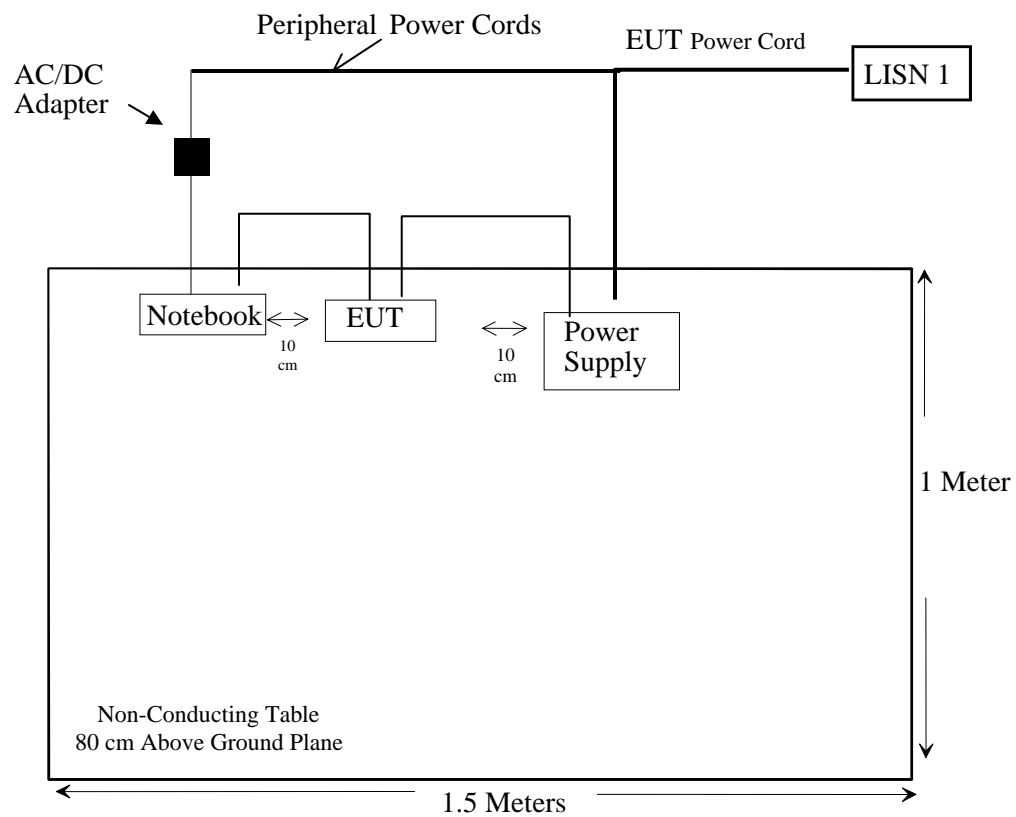 Peripheral Power Cords
EUT Power Cord
LISN 1
AC/DC
Adapter
Notebook
10
cm
EUT
10
cm
Power
Supply
1 Meter
Non-Conducting Table
80 cm Above Ground Plane
1.5 Meters